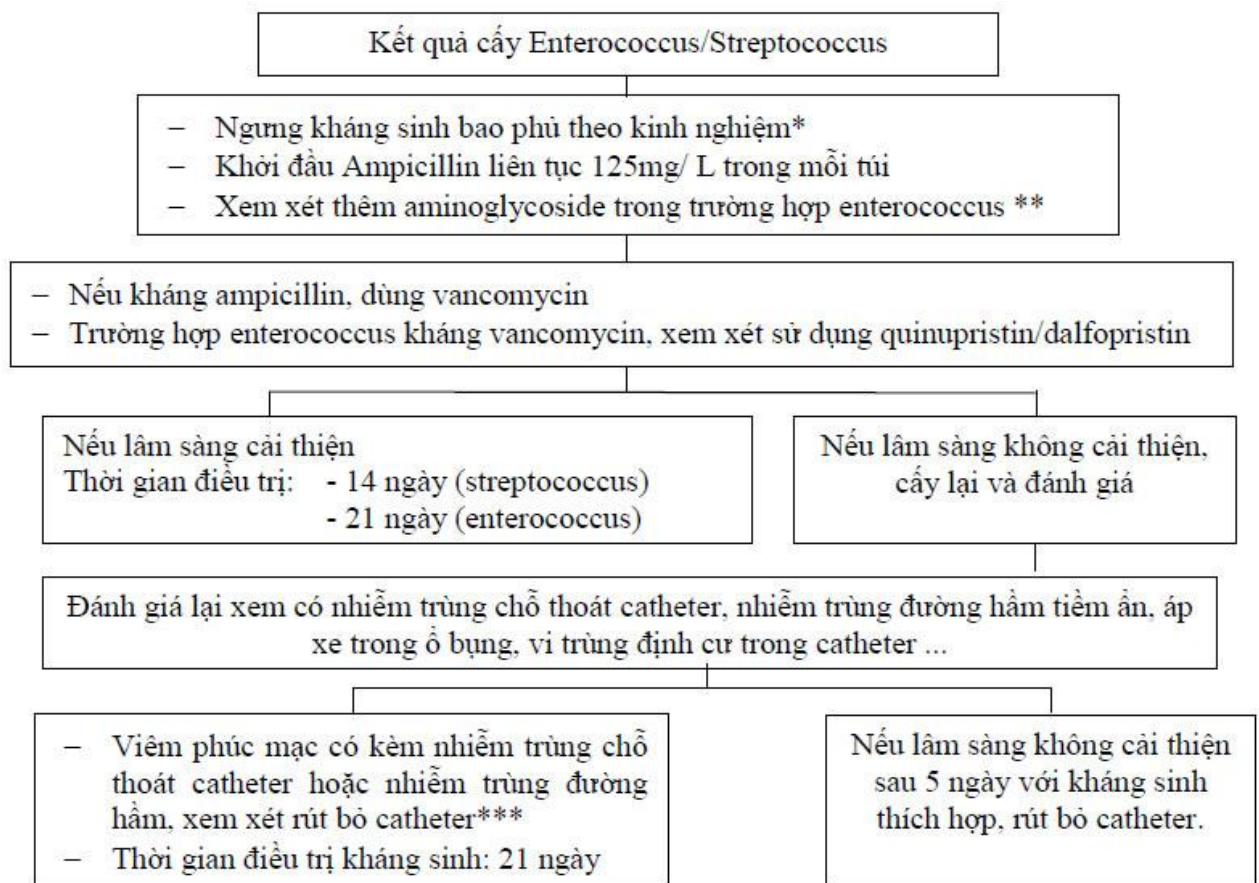 Kết quả cấy Enterococcus/Streptococcus
– Ngưng kháng sinh bao phủ theo kinh nghiệm*
– Khởi đầu Ampicillin liên tục 125mg/ L trong mỗi túi
– Xem xét thêm aminoglycoside trong trường hợp enterococcus **
– Nếu kháng ampicillin, dùng vancomycin
– Trường hợp enterococcus kháng vancomycin, xem xét sử dụng quinupristin/dalfopristin
Nếu lâm sàng cải thiện
Thời gian điều trị: - 14 ngày (streptococcus)
- 21 ngày (enterococcus)
Nếu lâm sàng không cải thiện,
cấy lại và đánh giá
Đánh giá lại xem có nhiễm trùng chỗ thoát catheter, nhiễm trùng đường hầm tiềm ẩn, áp
xe trong ổ bụng, vi trùng định cư trong catheter ...
– Viêm phúc mạc có kèm nhiễm trùng chỗ
thoát catheter hoặc nhiễm trùng đường
hầm, xem xét rút bỏ catheter***
– Thời gian điều trị kháng sinh: 21 ngày
Nếu lâm sàng không cải thiện
sau 5 ngày với kháng sinh
thích hợp, rút bỏ catheter.